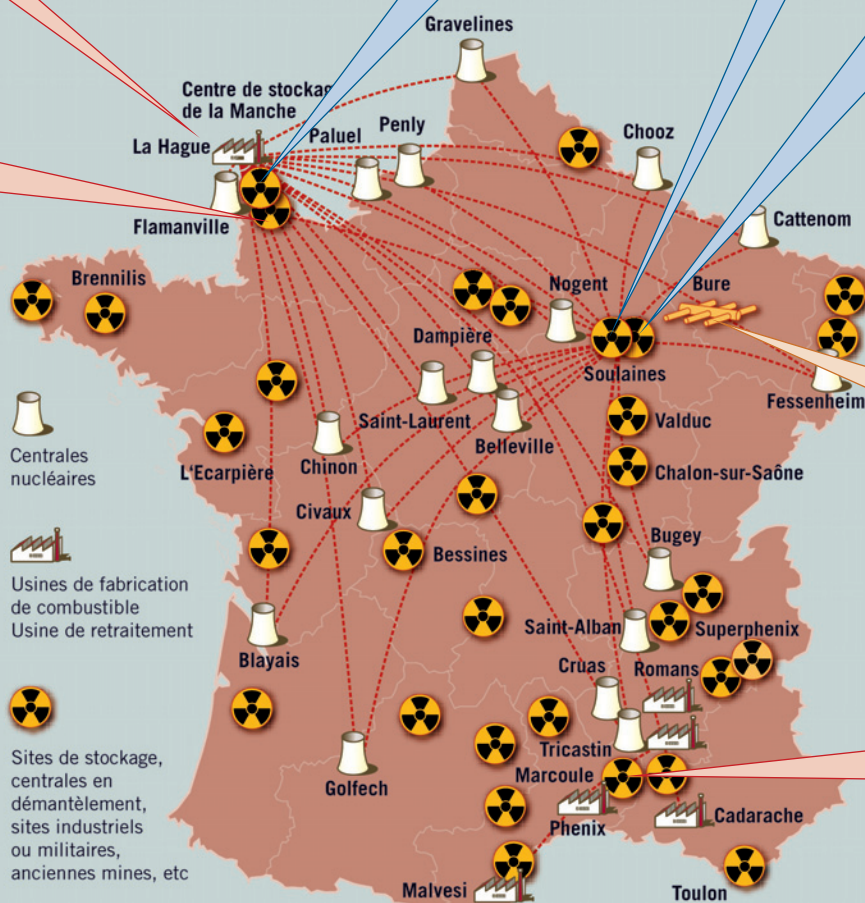 Gravelines
Centre de stockag
de la Manche
La Hague
Paluel
Penly
Chooz
Flamanville
Cattenom
Brennilis
Nogent
Bure
Dampière
Soulaines
Fessenheim
Saint-Laurent
Belleville
Valduc
Centrales
nucléaires
L'Ecarpière
Chinon
Chalon-sur-Saône
Civaux
Bugey
Bessines
Usines de fabrication
de combustible
Usine de retraitement
Saint-Alban
Superphenix
Blayais
Cruas
Romans
Sites de stockage,
centrales en
démantèlement,
sites industriels
ou militaires,
anciennes mines, etc
Tricastin
Marcoule
Golfech
Phenix
Cadarache
Malvesi
Toulon